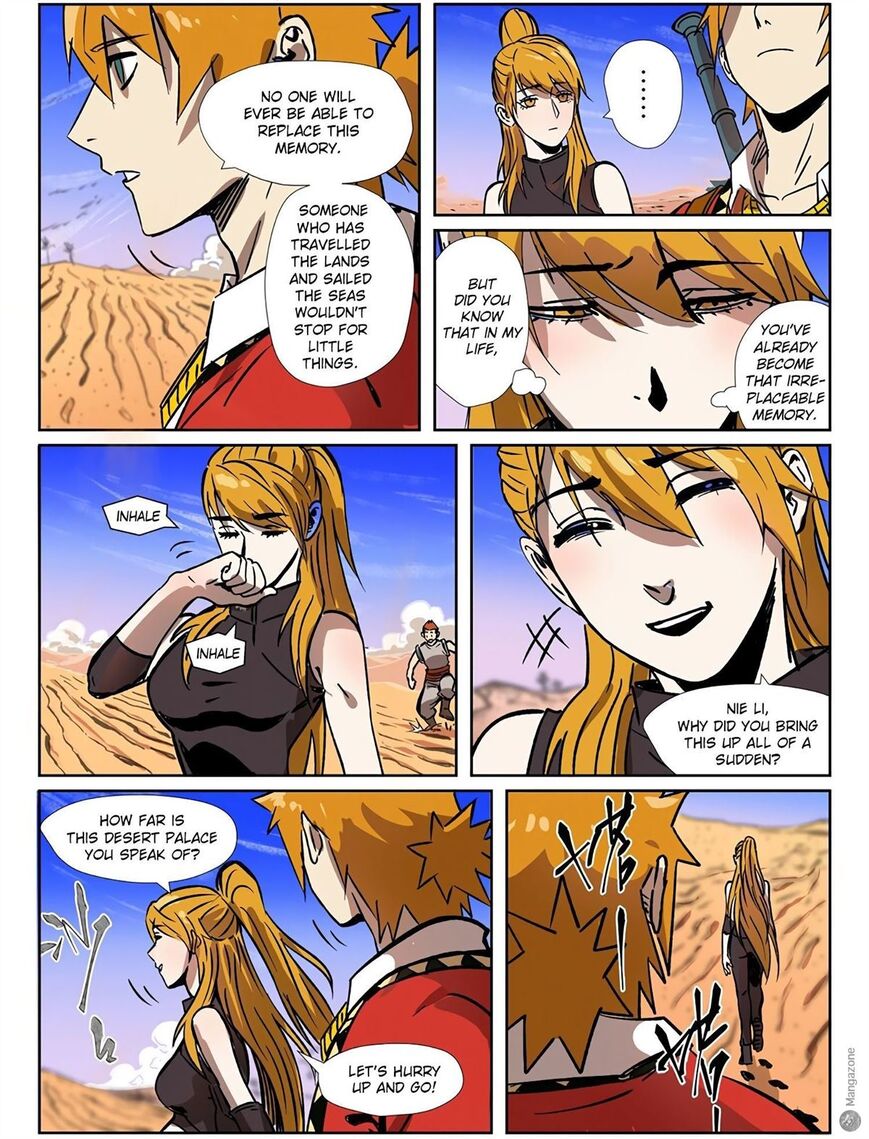 NO ONE WILL
EVER BE ABLE TO
REPLACE THIS
MEMORY.
SOMEONE
WHO HAS
TRAVELLED
THE LANDS
AND SAILED
THE SEAS
WOULDN'T
STOP FOR
LITTLE
THINGS.
......
BUT
DID YOU
KNOW
THAT IN MY
LIFE,
YOU'VE
ALREADY
BECOME
THAT IRRE-
PLACEABLE
MEMORY.
INHALE
INHALE
NIE LI,
WHY DID YOU BRING
THIS UP ALL OF A
SUDDEN?
HOW FAR IS
THIS DESERT PALACE
YOU SPEAK OF?
LET'S HURRY
UP AND GO!
Mangazone